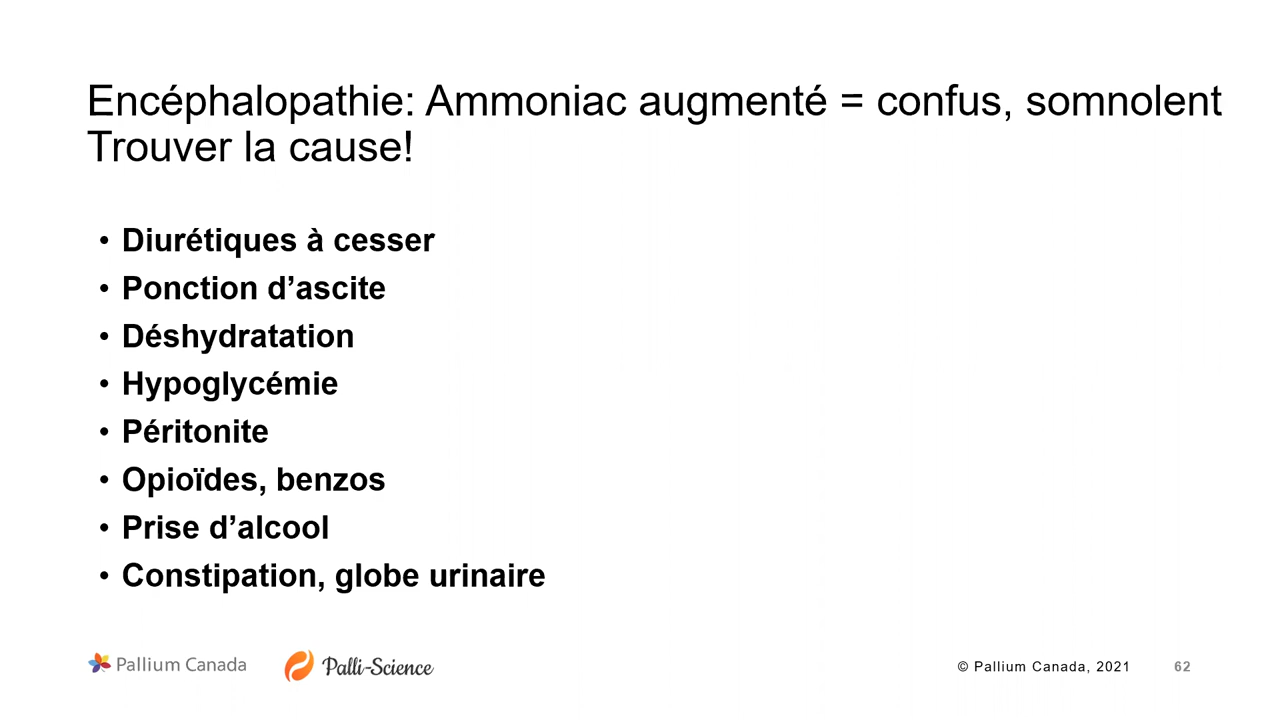 Encéphalopathie: Ammoniac augmenté = confus, somnolent
Trouver la cause!
• Diurétiques à cesser
• Ponction d’ascite
• Déshydratation
• Hypoglycémie
• Péritonite
• Opioïdes, benzos
• Prise d’alcool
• Constipation, globe urinaire
Pallium Canada
Palli-Science
© Pallium Canada, 2021
62